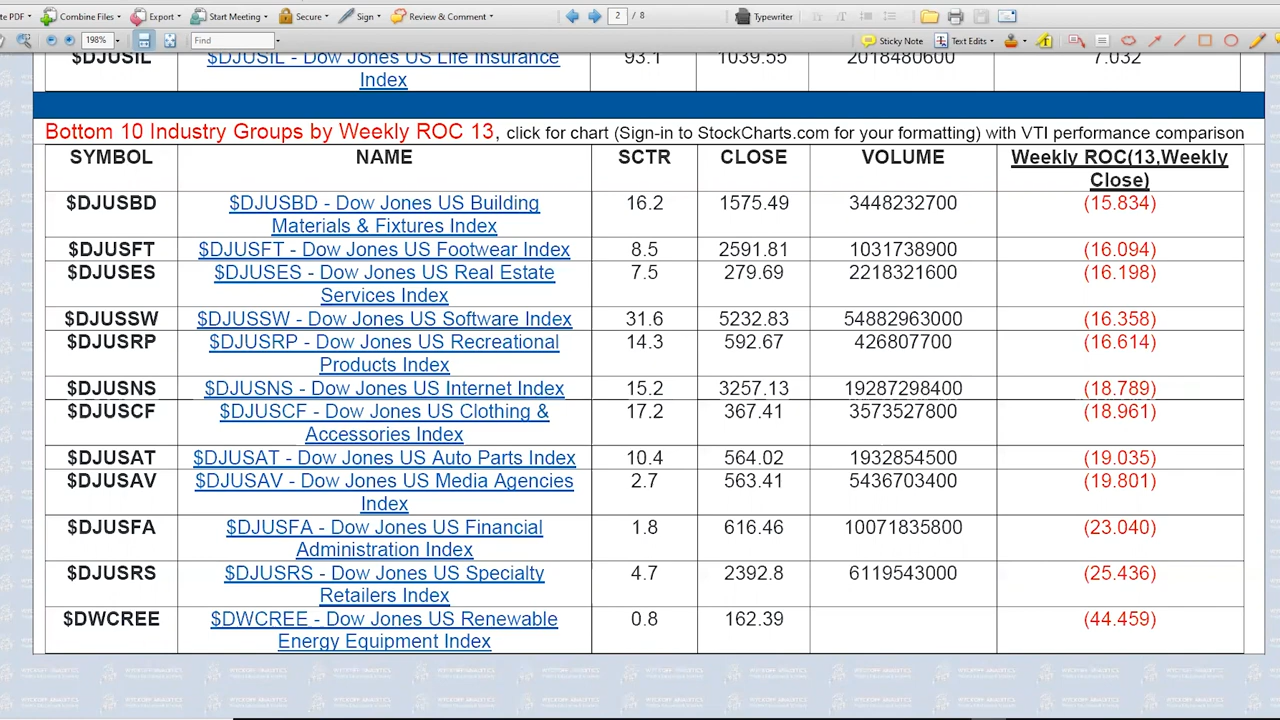 te PDF
Combine Files
Export
Start Meeting
Secure
Sign
Review & Comment
2 / 8
Typewriter
198%
Find
Sticky Note
Text Edits
$DJUSIL $DJUSIL - Dow Jones US Life Insurance 93.1 1039.55 2018480600 7.032
Index
Bottom 10 Industry Groups by Weekly ROC 13, click for chart (Sign-in to StockCharts.com for your formatting) with VTI performance comparison
SYMBOL NAME SCTR CLOSE VOLUME Weekly ROC(13,Weekly
Close)
$DJUSBD $DJUSBD - Dow Jones US Building 16.2 1575.49 3448232700 (15.834)
Materials & Fixtures Index
$DJUSFT $DJUSFT - Dow Jones US Footwear Index 8.5 2591.81 1031738900 (16.094)
$DJUSES $DJUSES - Dow Jones US Real Estate 7.5 279.69 2218321600 (16.198)
Services Index
$DJUSSW $DJUSSW - Dow Jones US Software Index 31.6 5232.83 54882963000 (16.358)
$DJUSRP $DJUSRP - Dow Jones US Recreational 14.3 592.67 426807700 (16.614)
Products Index
$DJUSNS $DJUSNS - Dow Jones US Internet Index 15.2 3257.13 19287298400 (18.789)
$DJUSCF $DJUSCF - Dow Jones US Clothing & 17.2 367.41 3573527800 (18.961)
Accessories Index
$DJUSAT $DJUSAT - Dow Jones US Auto Parts Index 10.4 564.02 1932854500 (19.035)
$DJUSAV $DJUSAV - Dow Jones US Media Agencies 2.7 563.41 5436703400 (19.801)
Index
$DJUSFA $DJUSFA - Dow Jones US Financial 1.8 616.46 10071835800 (23.040)
Administration Index
$DJUSRS $DJUSRS - Dow Jones US Specialty 4.7 2392.8 6119543000 (25.436)
Retailers Index
$DWCREE $DWCREE - Dow Jones US Renewable 0.8 162.39 (44.459)
Energy Equipment Index